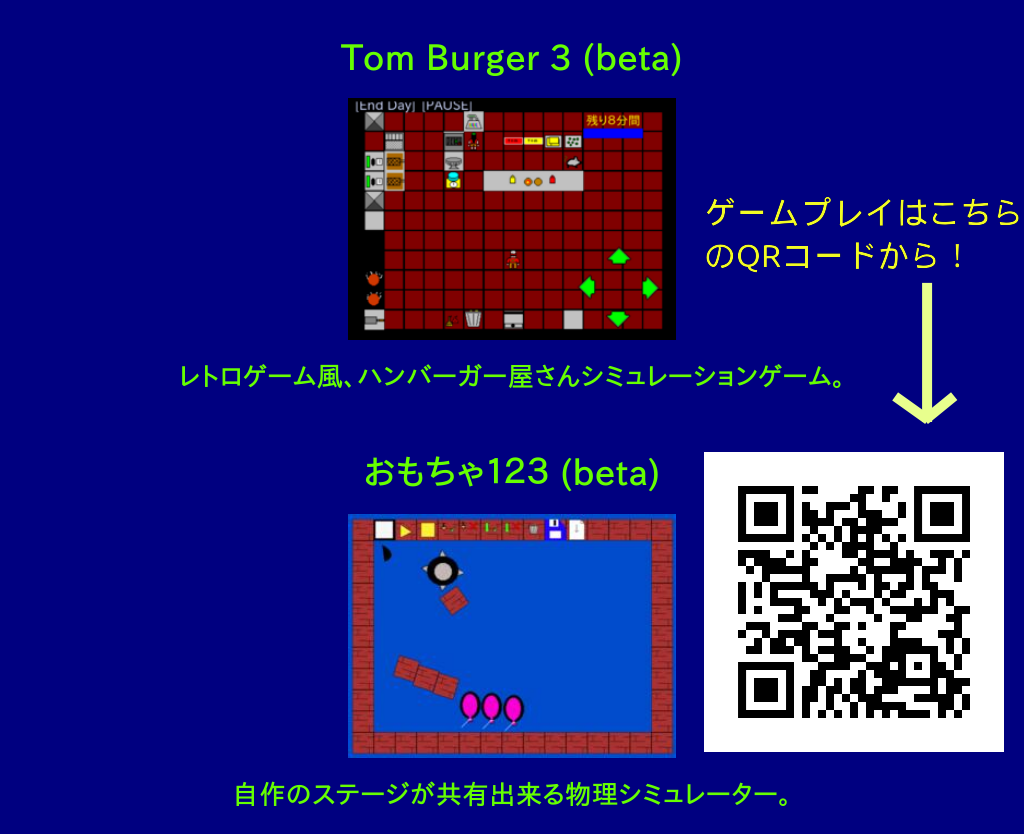 Tom Burger 3 (beta)
[End Day] [PAUSE]
残り8分間
レトロゲーム風、ハンバーガー屋さんシミュレーションゲーム。
ゲームプレイはこちら
のQRコードから！
おもちゃ123 (beta)
自作のステージが共有出来る物理シミュレーター。